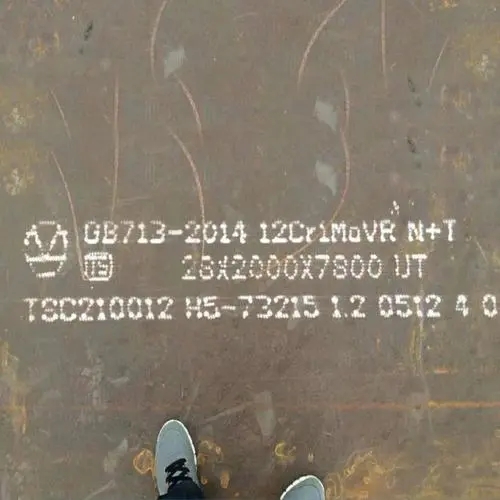 GB713-2014 12Cr1MoVR N+T
28X2000X7800 UT
TSC210012 H5-73215 1.2 0512 4 0